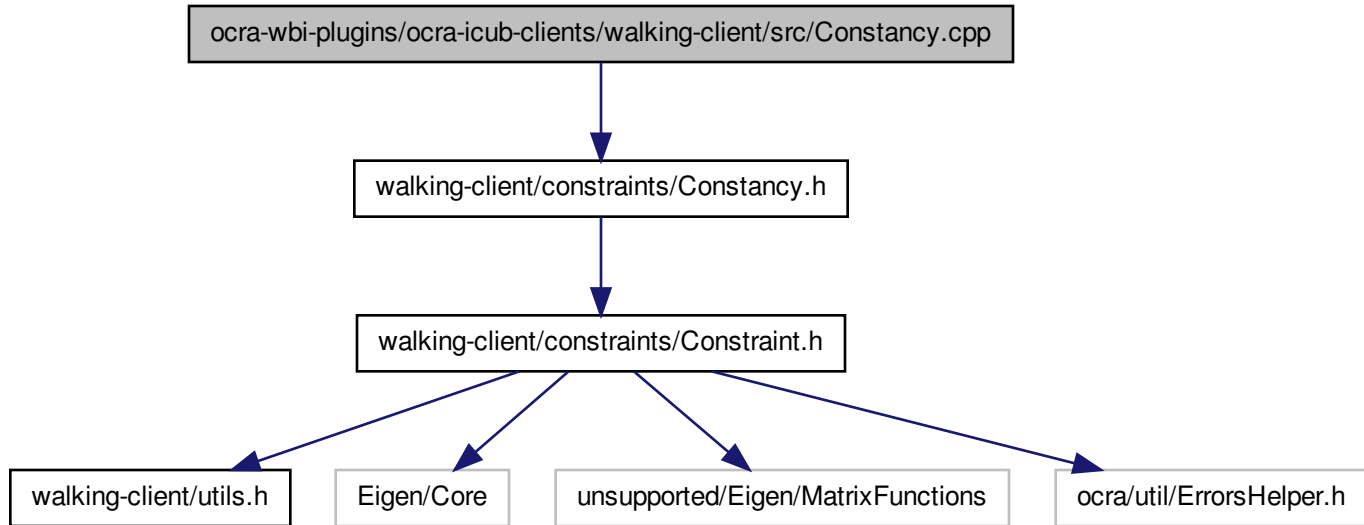 ocra-wbi-plugins/ocra-icub-clients/walking-client/src/Constancy.cpp
walking-client/constraints/Constancy.h
walking-client/constraints/Constraint.h
walking-client/utils.h
Eigen/Core
unsupported/Eigen/MatrixFunctions
ocra/util/ErrorsHelper.h